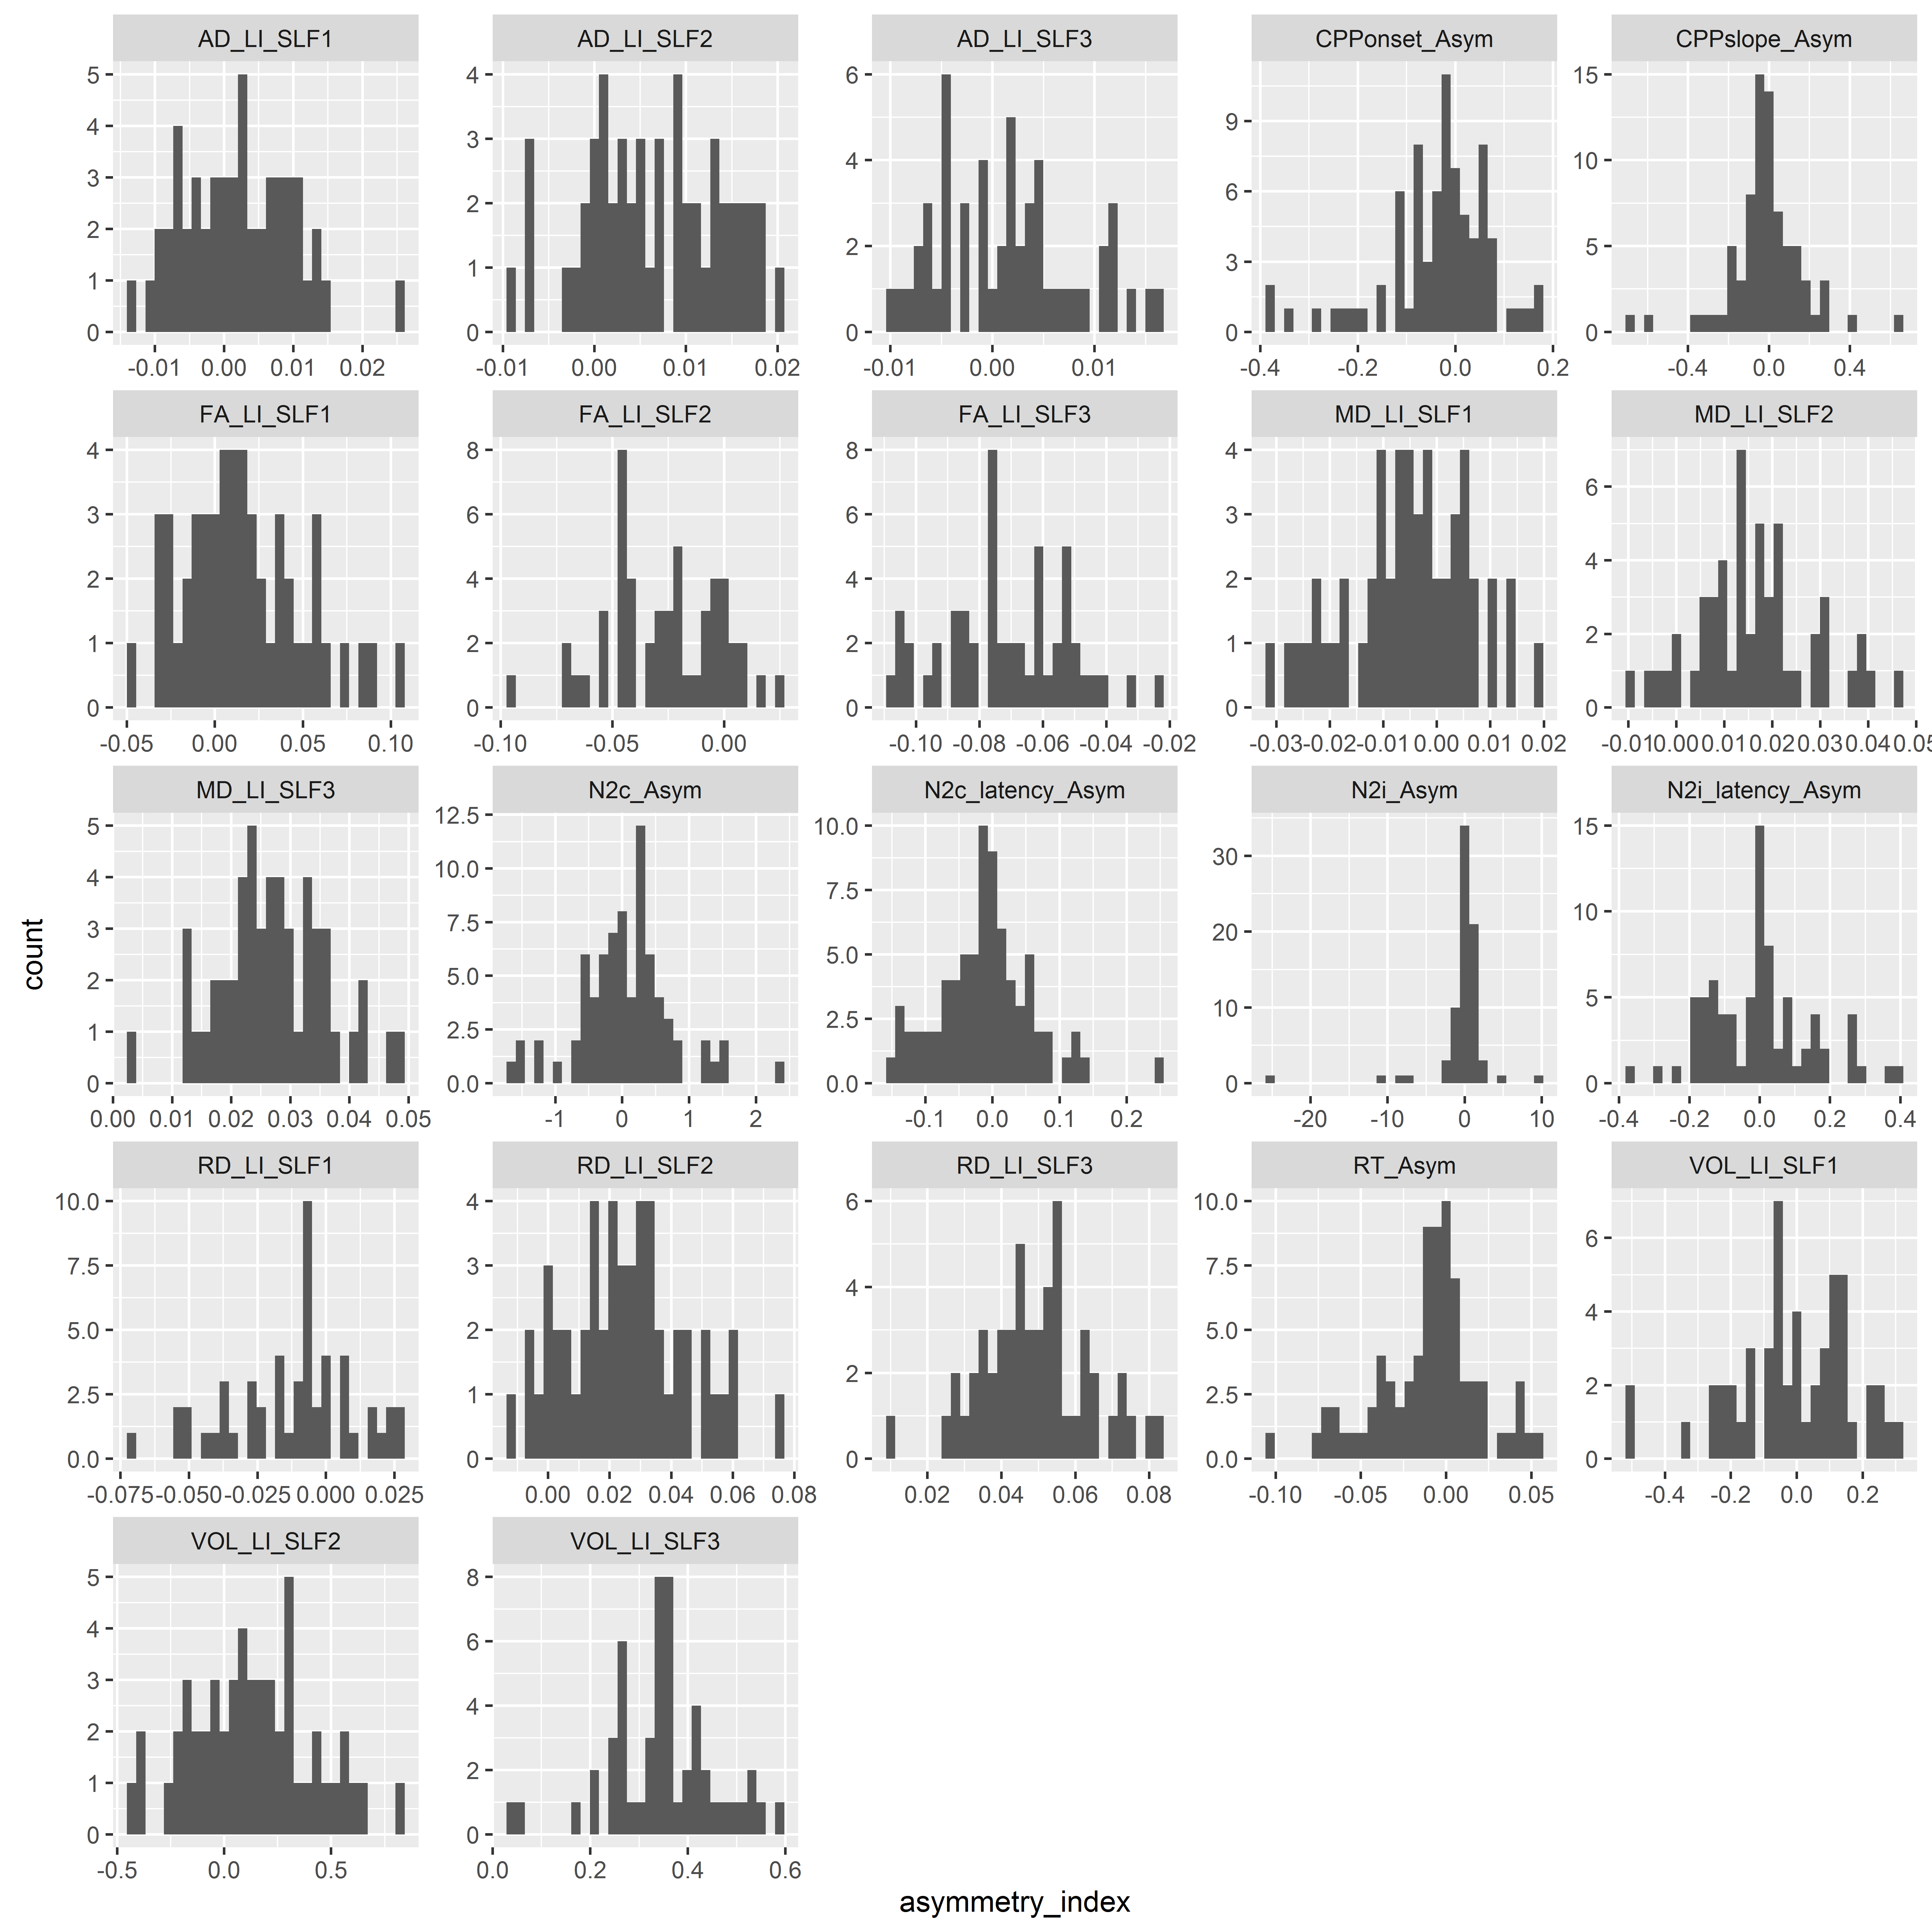 AD_LI_SLF1
AD_LI_SLF2
AD_LI_SLF3
CPPonset_Asym
CPPslope_Asym
5
4
3
2
1
0
4
3
2
1
0
6
4
2
0
9
6
3
0
15
10
5
0
-0.01 0.00 0.01 0.02
-0.01 0.00 0.01 0.02
-0.01 0.00 0.01
-0.4 -0.2 0.0 0.2
-0.4 0.0 0.4
FA_LI_SLF1
FA_LI_SLF2
FA_LI_SLF3
MD_LI_SLF1
MD_LI_SLF2
4
3
2
1
0
8
6
4
2
0
8
6
4
2
0
4
3
2
1
0
6
4
2
0
-0.05 0.00 0.05 0.10
-0.10 -0.05 0.00
-0.10 -0.08 -0.06 -0.04 -0.02
-0.03 -0.02 -0.01 0.00 0.01 0.02
-0.01 0.00 0.01 0.02 0.03 0.04 0.05
MD_LI_SLF3
N2c_Asym
N2c_latency_Asym
N2i_Asym
N2i_latency_Asym
count
5
4
3
2
1
0
12.5
10.0
7.5
5.0
2.5
0.0
10.0
7.5
5.0
2.5
0.0
30
20
10
0
15
10
5
0
0.00 0.01 0.02 0.03 0.04 0.05
-1 0 1 2
-0.1 0.0 0.1 0.2
-20 -10 0 10
-0.4 -0.2 0.0 0.2 0.4
RD_LI_SLF1
RD_LI_SLF2
RD_LI_SLF3
RT_Asym
VOL_LI_SLF1
10.0
7.5
5.0
2.5
0.0
4
3
2
1
0
6
4
2
0
10.0
7.5
5.0
2.5
0.0
6
4
2
0
-0.075 -0.050 -0.025 0.000 0.025
0.00 0.02 0.04 0.06 0.08
0.02 0.04 0.06 0.08
-0.10 -0.05 0.00 0.05
-0.4 -0.2 0.0 0.2
VOL_LI_SLF2
VOL_LI_SLF3
5
4
3
2
1
0
8
6
4
2
0
-0.5 0.0 0.5
0.0 0.2 0.4 0.6
asymmetry_index